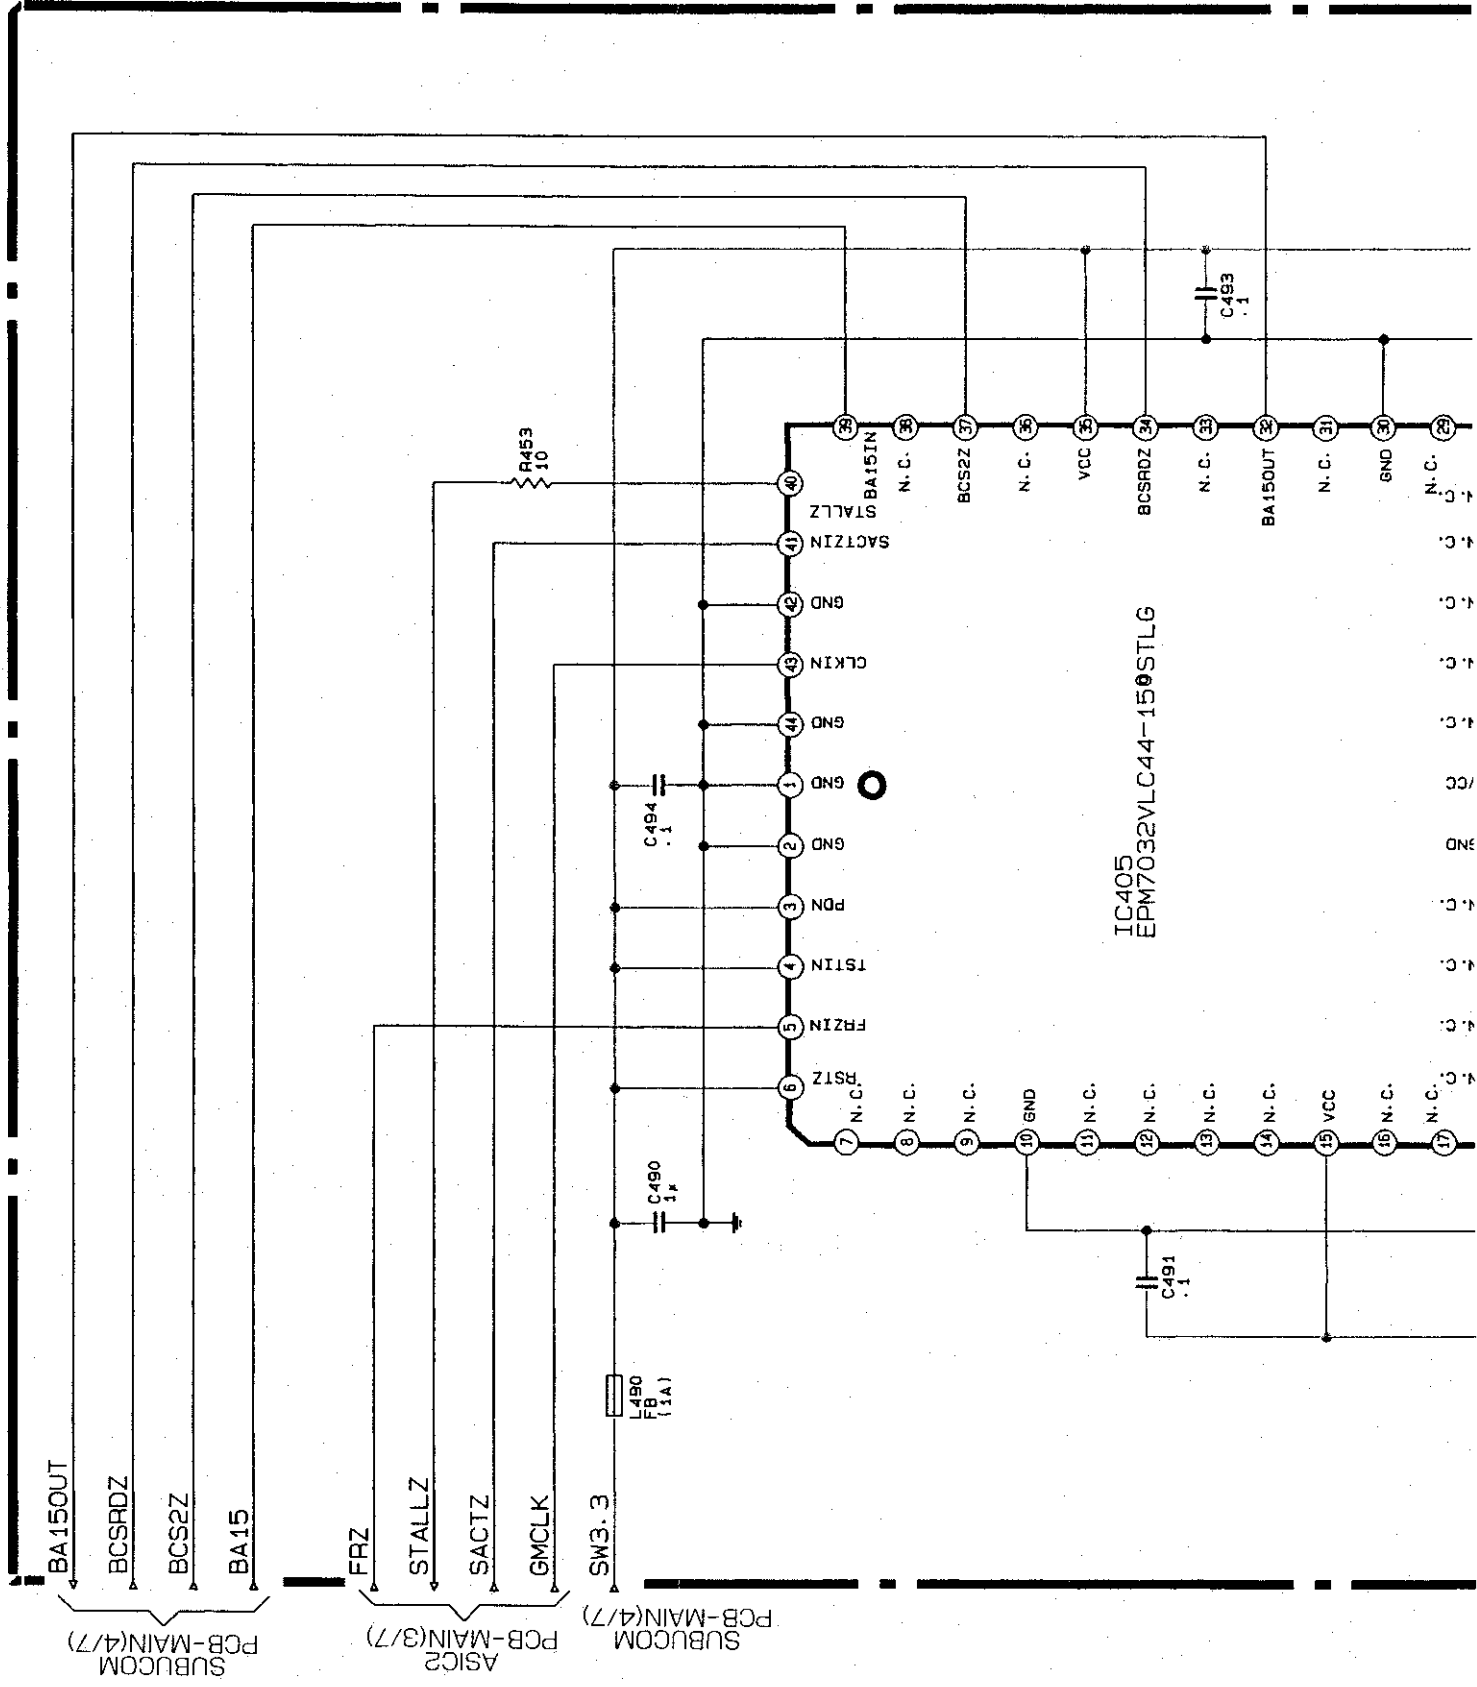 C493
.1
R453
10
39
38
37
36
35
34
33
32
31
30
29
BA15IN
N.C.
BCS2Z
N.C.
VCC
BCSRDZ
N.C.
BA15OUT
N.C.
GND
N.C.
40
STALLZ
41
SACTZIN
42
GND
43
CLKIN
44
GND
1
GND
2
GND
3
PDN
4
TSTIN
5
FRZIN
6
RSTZ
C494
.1
IC405
EPM7032VLC44-15@STLG
N.C.
N.C.
N.C.
GND
N.C.
N.C.
N.C.
N.C.
VCC
N.C.
N.C.
7
8
9
10
11
12
13
14
15
16
17
C490
1μ
C491
.1
L490
FB
(1A)
BA15OUT
BCSRDZ
BCS2Z
BA15
FRZ
STALLZ
SACTZ
GMCLK
SW3.3
SUBUCOM
PCB-MAIN(4/7)
ASIC2
PCB-MAIN(3/7)
SUBUCOM
PCB-MAIN(4/7)